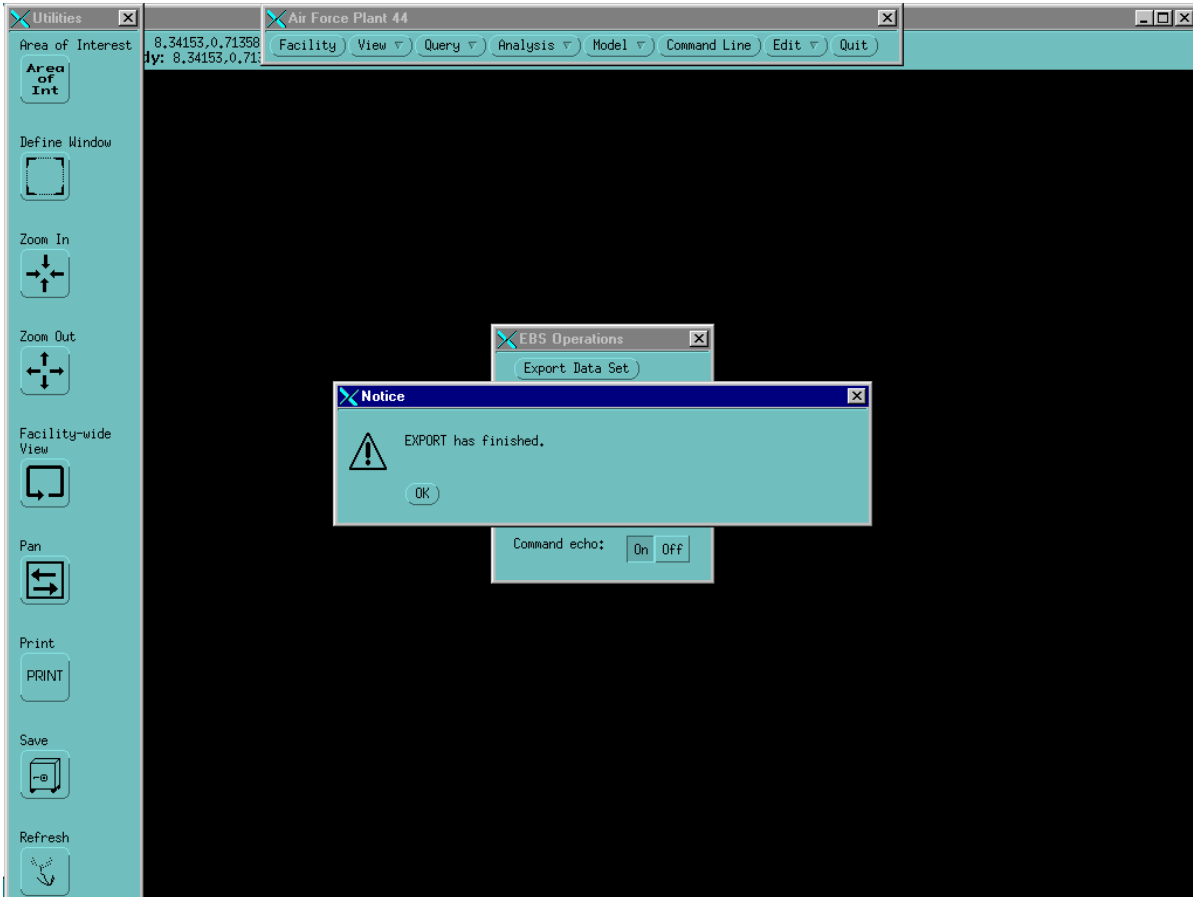 Utilities
Area of Interest
Area
of
Int
Define Window
Zoom In
Zoom Out
Facility-wide
View
Pan
Print
PRINT
Save
Refresh
8.34153,0.71358
dy: 8.34153,0.71
Air Force Plant 44
Facility View Query Analysis Model Command Line Edit Quit
EBS Operations
Export Data Set
Notice
EXPORT has finished.
OK
Command echo: On Off